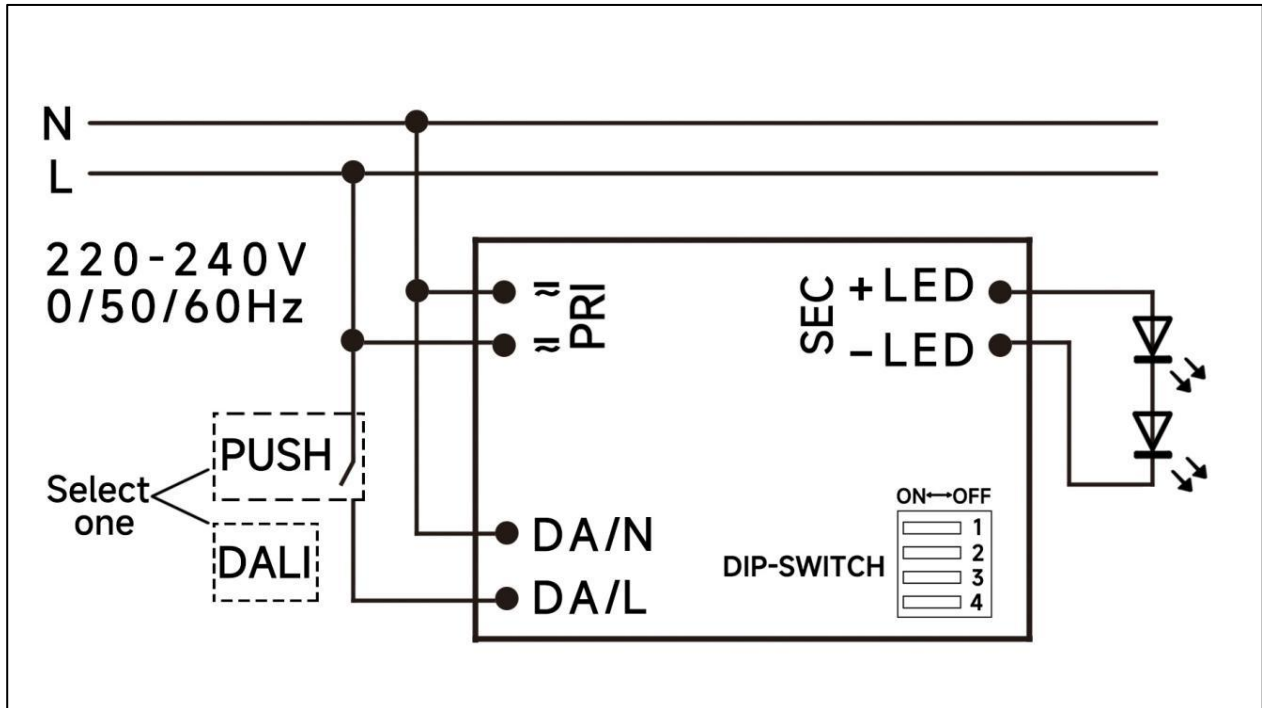 N
L
220-240V
0/50/60Hz
PRI
SEC
+LED
-LED
PUSH
Select
one
DALI
DA/N
DA/L
DIP-SWITCH
ON↔OFF
1
2
3
4